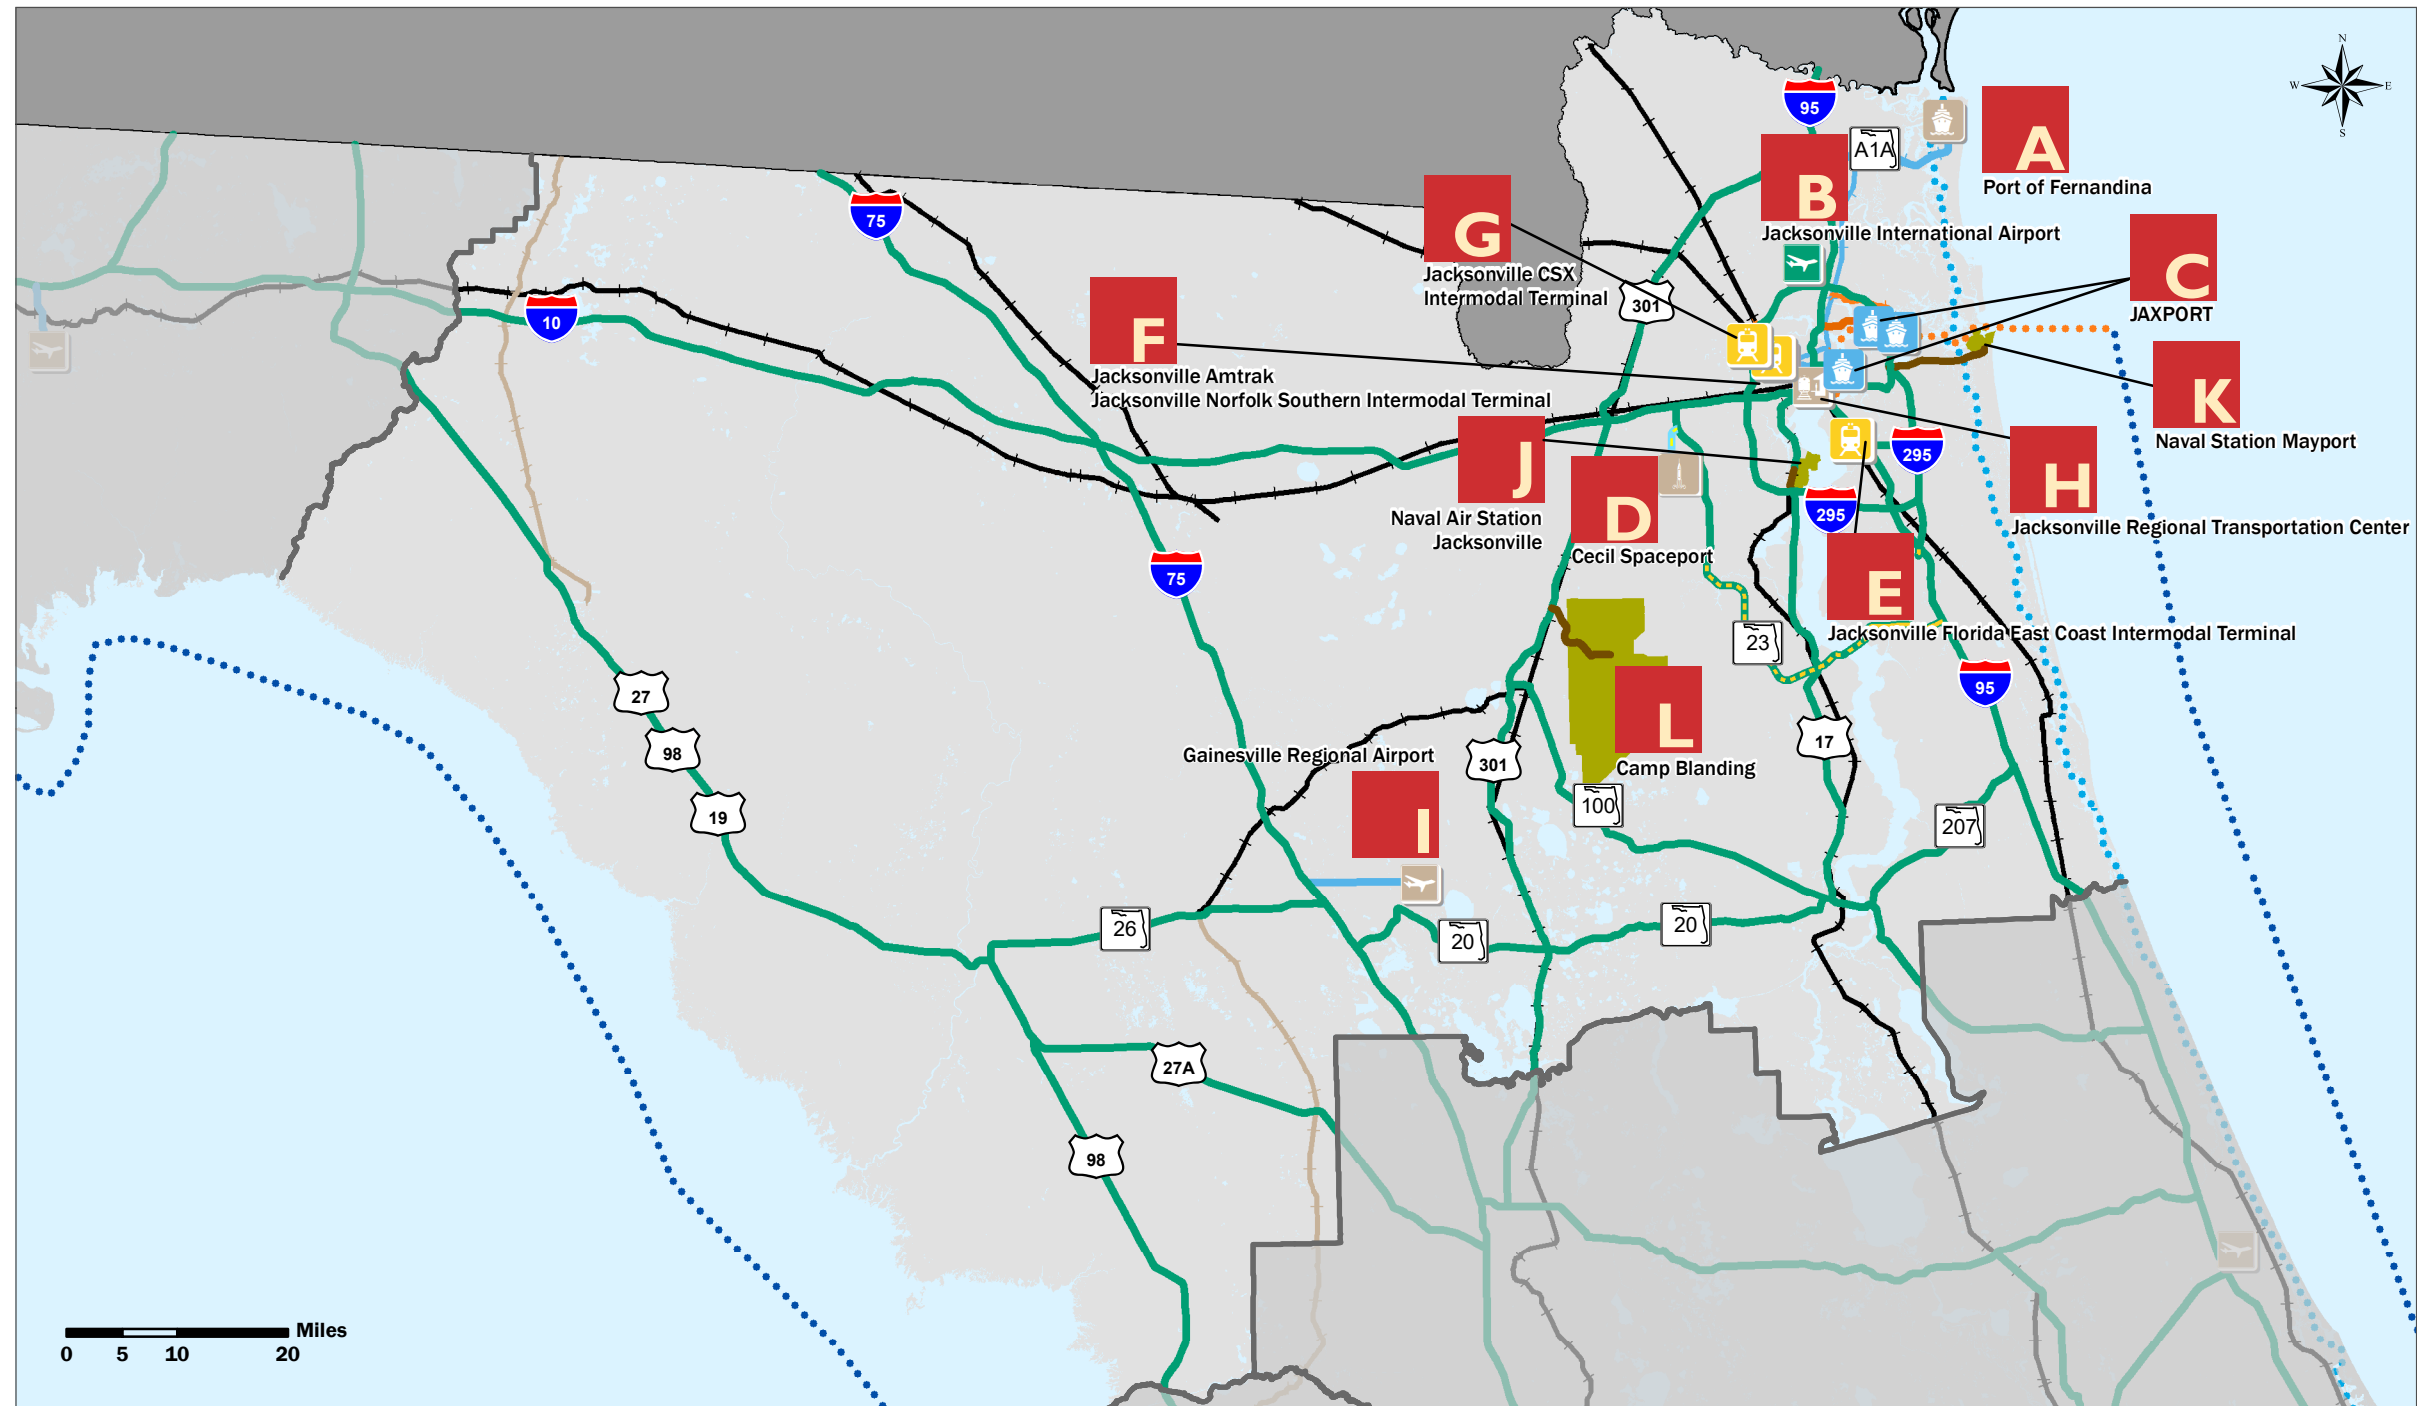 N
W
E
S
95
A1A
A
Port of Fernandina
75
B
Jacksonville International Airport
G
Jacksonville CSX
Intermodal Terminal
C
JAXPORT
301
10
F
Jacksonville Amtrak
Jacksonville Norfolk Southern Intermodal Terminal
K
Naval Station Mayport
J
Naval Air Station
Jacksonville
295
H
Jacksonville Regional Transportation Center
D
Cecil Spaceport
295
75
E
Jacksonville Florida East Coast Intermodal Terminal
23
27
95
98
L
Camp Blanding
17
Gainesville Regional Airport
301
19
I
100
207
26
20
20
27A
98
Miles
0 5 10 20